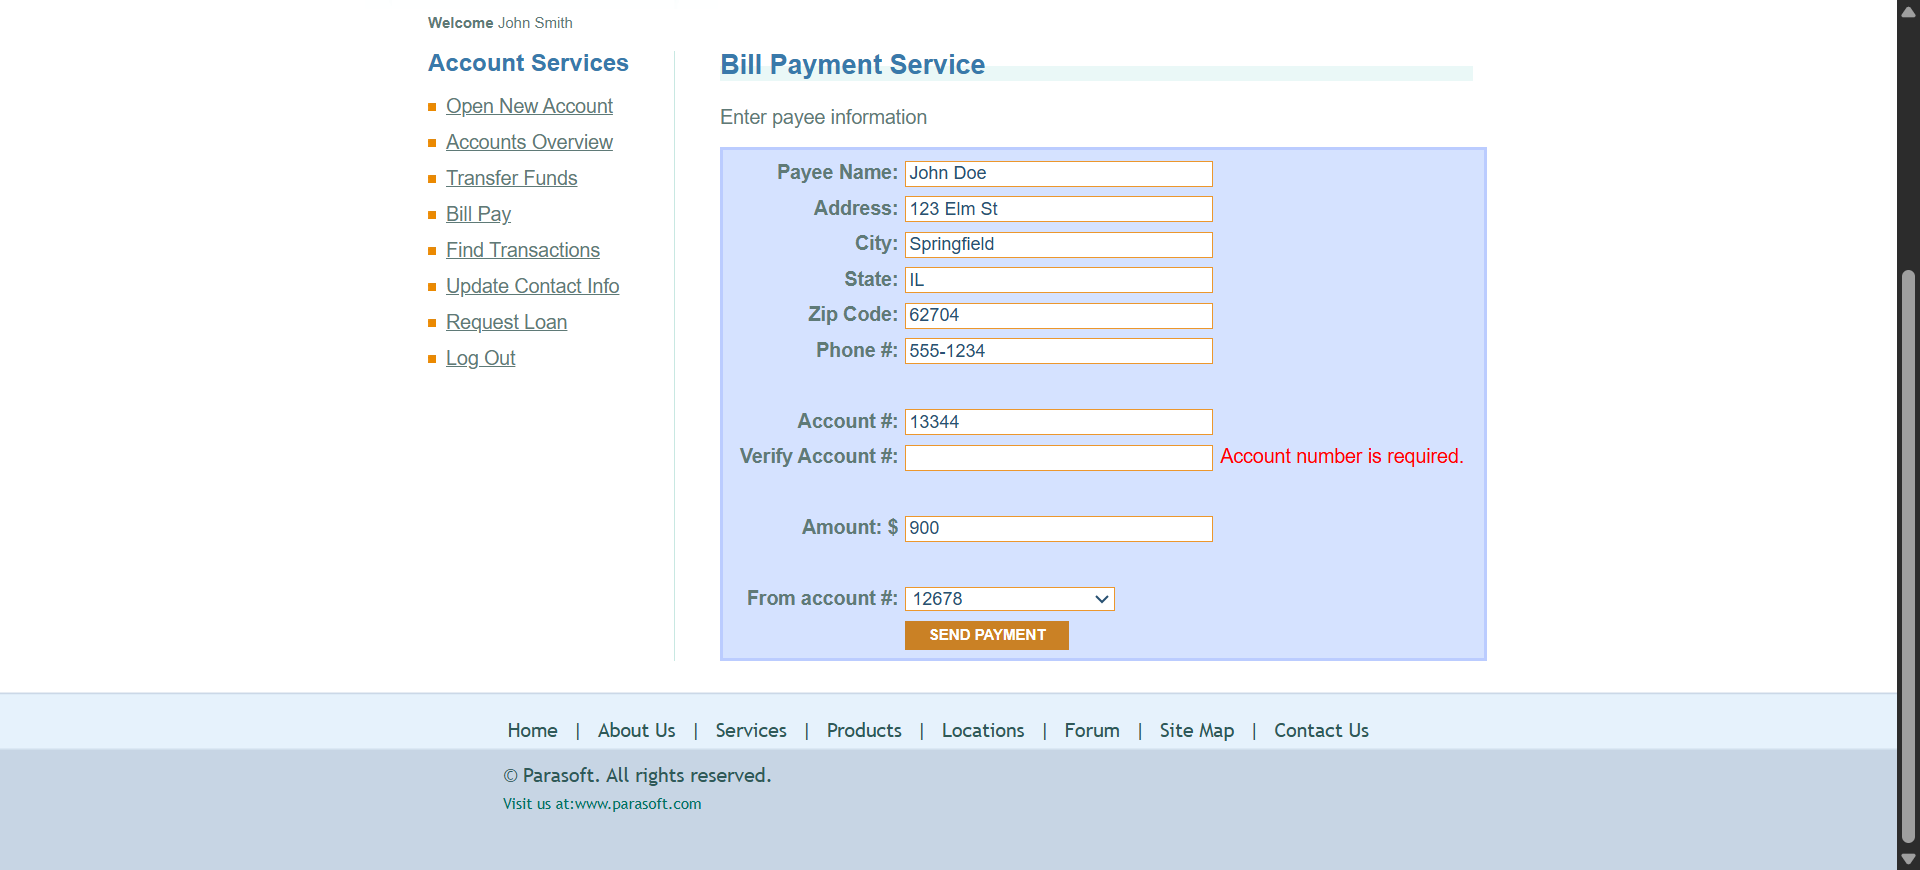 Welcome John Smith
Account Services
Open New Account
Accounts Overview
Transfer Funds
Bill Pay
Find Transactions
Update Contact Info
Request Loan
Log Out
Bill Payment Service
Enter payee information
Payee Name: John Doe
Address: 123 Elm St
City: Springfield
State: IL
Zip Code: 62704
Phone #: 555-1234
Account #: 13344
Verify Account #: Account number is required.
Amount: $ 900
From account #: 12678
SEND PAYMENT
Home | About Us | Services | Products | Locations | Forum | Site Map | Contact Us
© Parasoft. All rights reserved.
Visit us at:www.parasoft.com